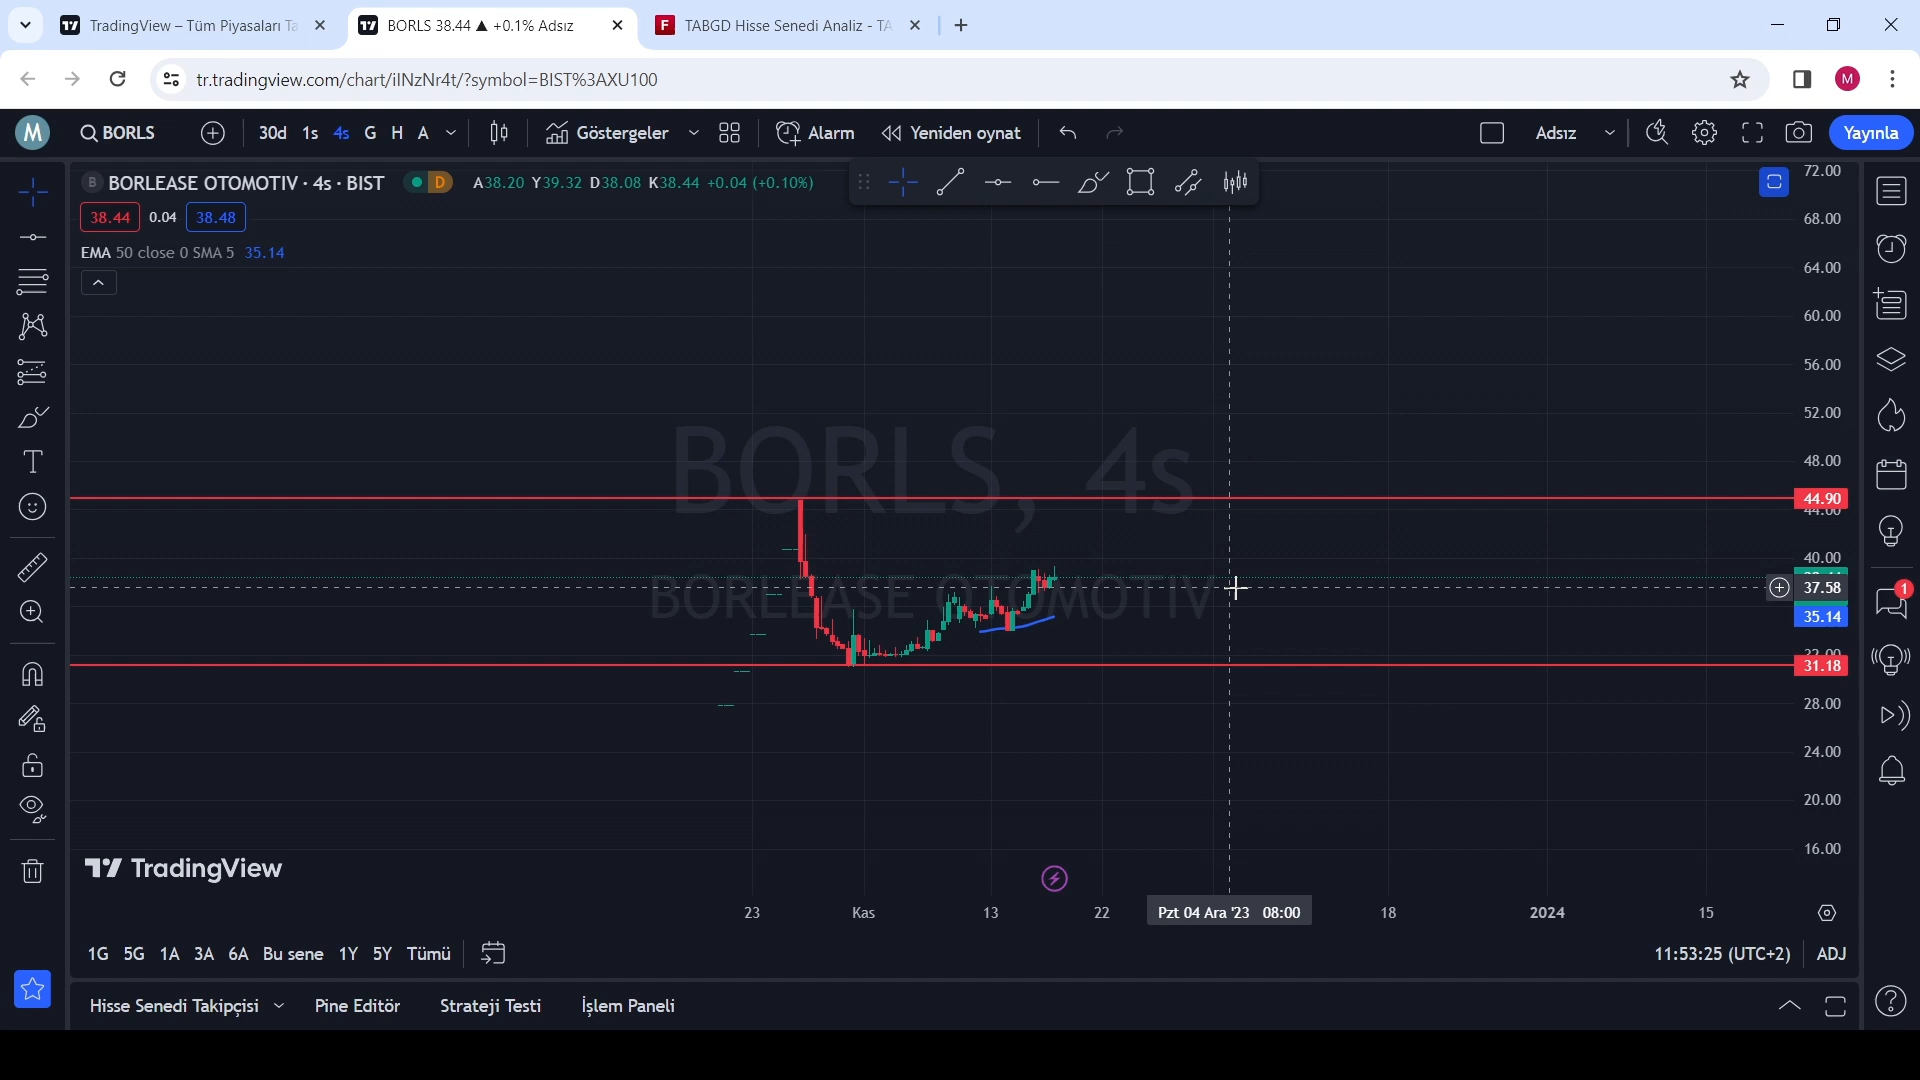 TradingView – Tüm Piyasaları Ta
BORLS 38.44 ▲ +0.1% Adsız
F TABGD Hisse Senedi Analiz - TA
tr.tradingview.com/chart/iINzNr4t/?symbol=BIST%3AXU100
M
M BORLS 30d 1s 4s G H A Göstergeler Alarm Yeniden oynat Adsız Yayınla
B BORLEASE OTOMOTIV · 4s · BIST D A38.20 Y39.32 D38.08 K38.44 +0.04 (+0.10%)
38.44 0.04 38.48
EMA 50 close 0 SMA 5 35.14
BORLS, 4s
BORLEASE OTOMOTIV
72.00
68.00
64.00
60.00
56.00
52.00
48.00
44.90
44.00
40.00
37.58
35.14
32.00
31.18
28.00
24.00
20.00
16.00
1
TradingView
23 Kas 13 22 Pzt 04 Ara '23 08:00 18 2024 15
1G 5G 1A 3A 6A Bu sene 1Y 5Y Tümü 11:53:25 (UTC+2) ADJ
Hisse Senedi Takipçisi Pine Editör Strateji Testi İşlem Paneli